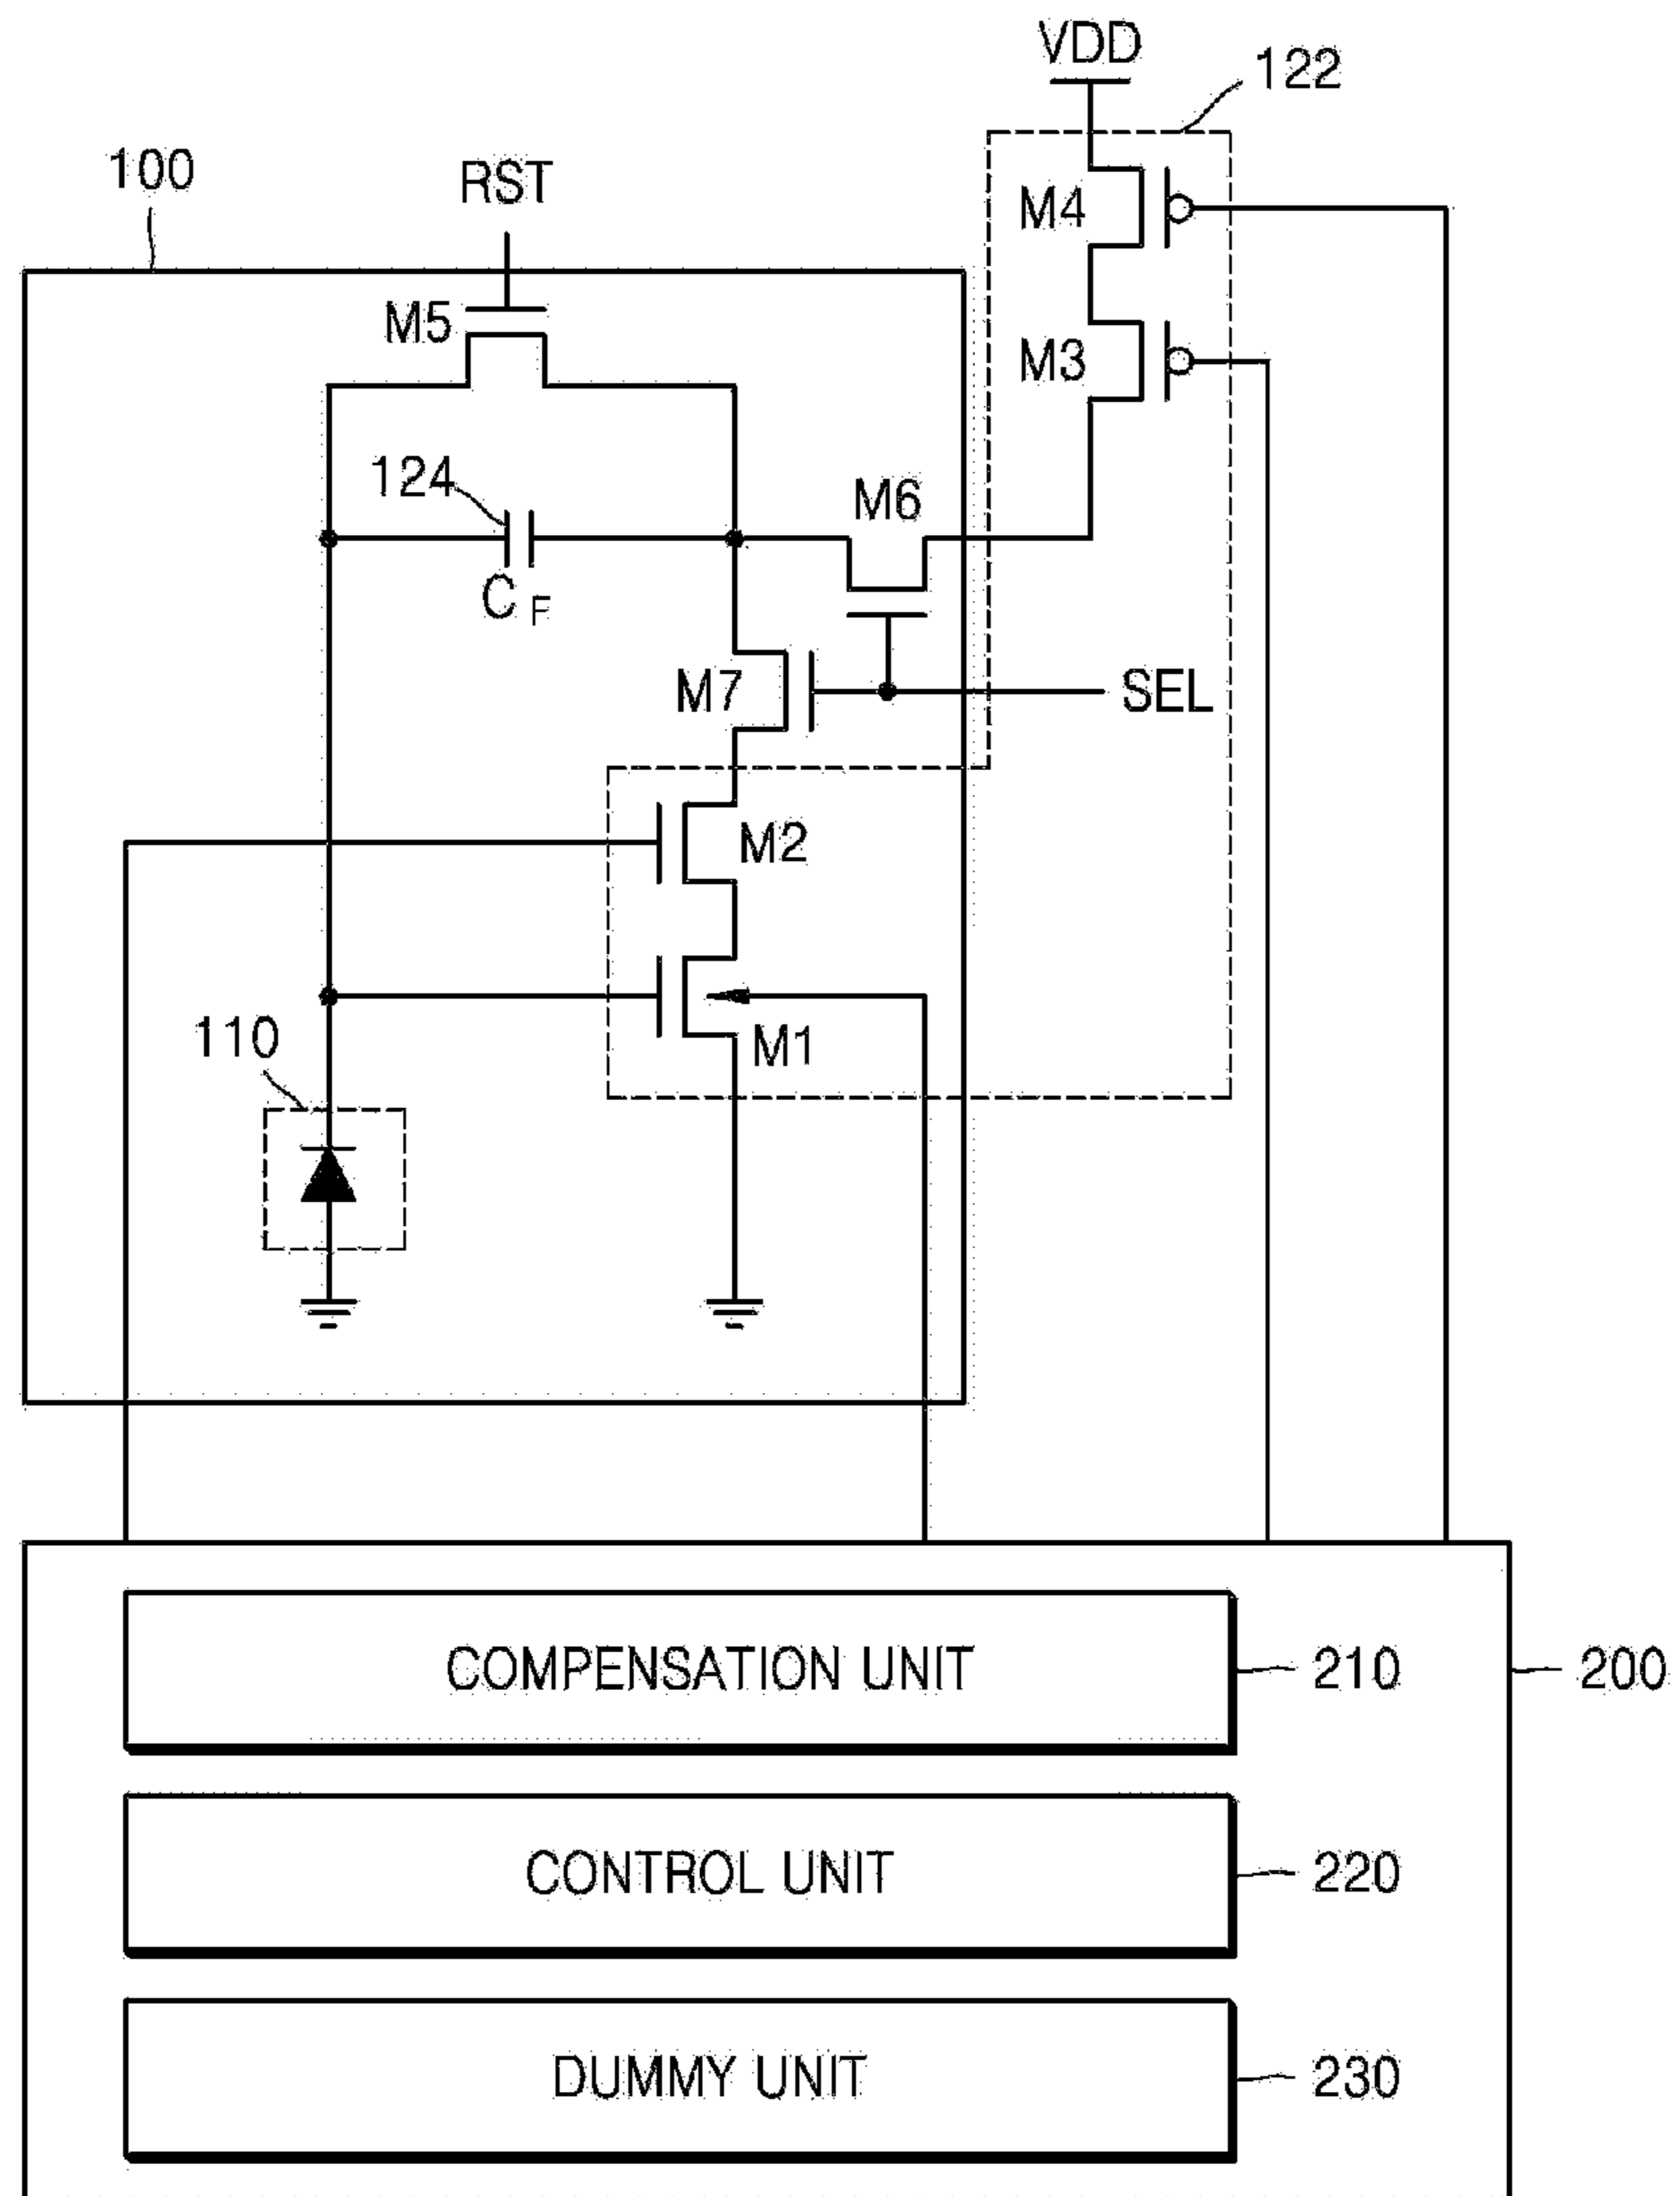 VDD
122
100
RST
M4
M5
M3
124
M6
CF
M7
SEL
M2
110
M1
COMPENSATION UNIT
210
200
CONTROL UNIT
220
DUMMY UNIT
230